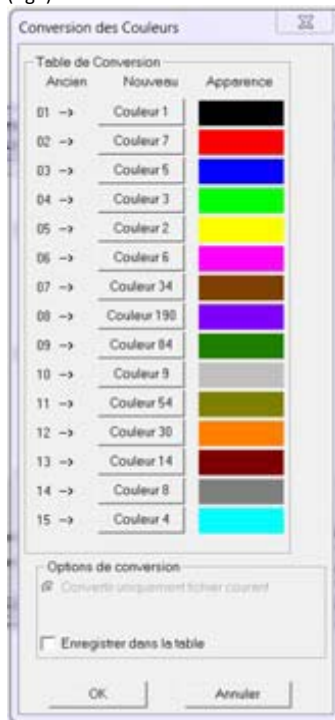 Conversion des Couleurs
Table de Conversion
Ancien Nouveau Apparence
01 --> Couleur 1
02 --> Couleur 7
03 --> Couleur 5
04 --> Couleur 3
05 --> Couleur 2
06 --> Couleur 6
07 --> Couleur 34
08 --> Couleur 190
09 --> Couleur 84
10 --> Couleur 9
11 --> Couleur 54
12 --> Couleur 30
13 --> Couleur 14
14 --> Couleur 8
15 --> Couleur 4
Options de conversion
Convertir uniquement fichier courant
Enregistrer dans la table
OK Annuler